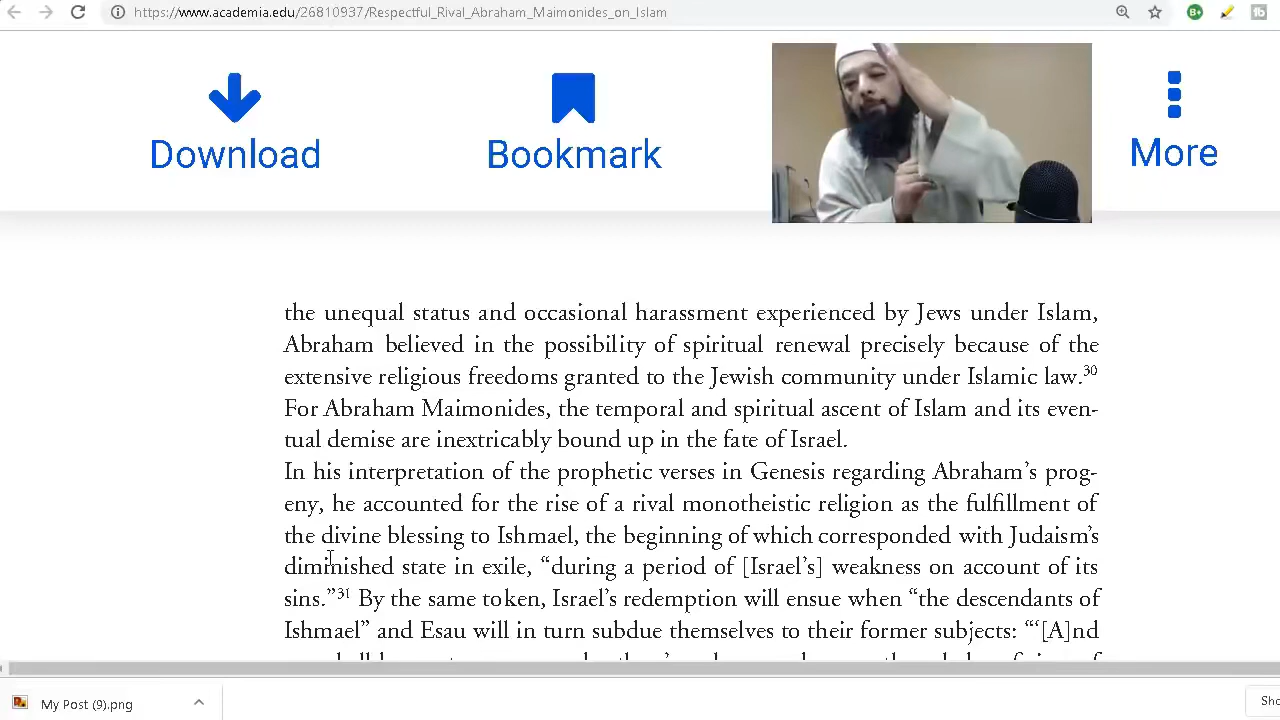 https://www.academia.edu/26810937/Respectful_Rival_Abraham_Maimonides_on_Islam
Download
Bookmark
More
the unequal status and occasional harassment experienced by Jews under Islam,
Abraham believed in the possibility of spiritual renewal precisely because of the
extensive religious freedoms granted to the Jewish community under Islamic law.30
For Abraham Maimonides, the temporal and spiritual ascent of Islam and its even-
tual demise are inextricably bound up in the fate of Israel.
In his interpretation of the prophetic verses in Genesis regarding Abraham’s prog-
eny, he accounted for the rise of a rival monotheistic religion as the fulfillment of
the divine blessing to Ishmael, the beginning of which corresponded with Judaism’s
diminished state in exile, “during a period of [Israel’s] weakness on account of its
sins.”31 By the same token, Israel’s redemption will ensue when “the descendants of
Ishmael” and Esau will in turn subdue themselves to their former subjects: “‘[A]nd
My Post (9).png
Sho